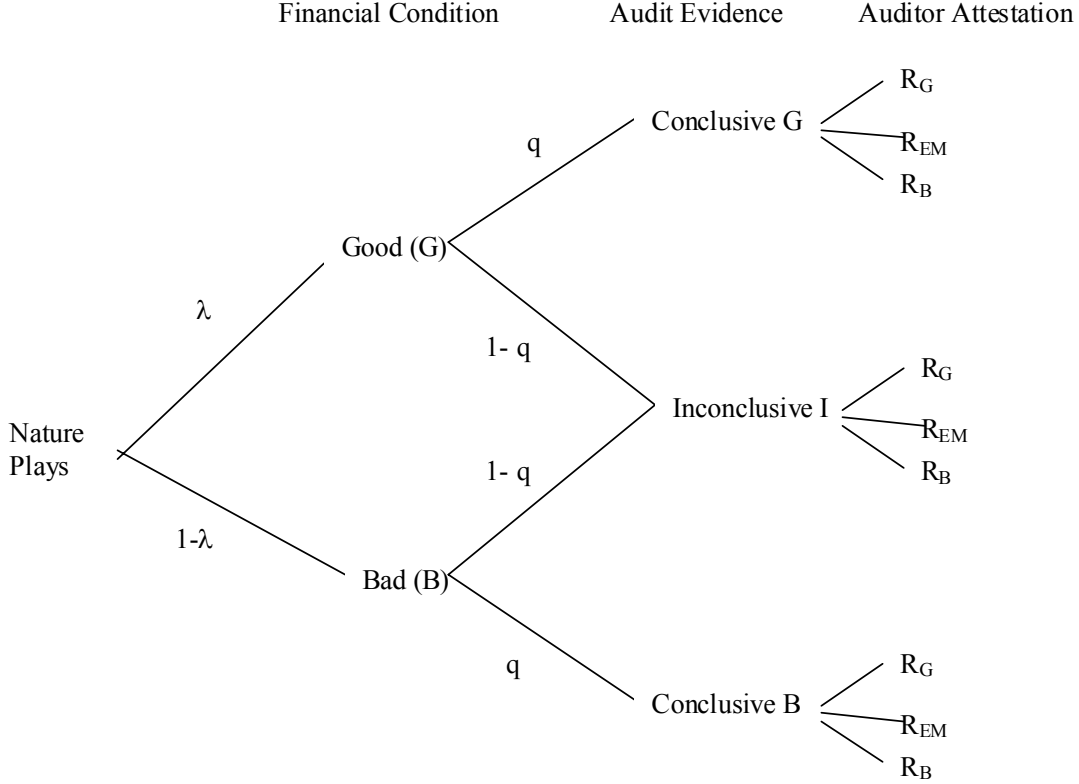 Financial Condition Audit Evidence Auditor Attestation
R_G
Conclusive G
q
R_EM
R_B
Good (G)
λ
1- q
R_G
Inconclusive I
Nature
Plays
R_EM
1- q
R_B
1-λ
Bad (B)
R_G
q
Conclusive B
R_EM
R_B